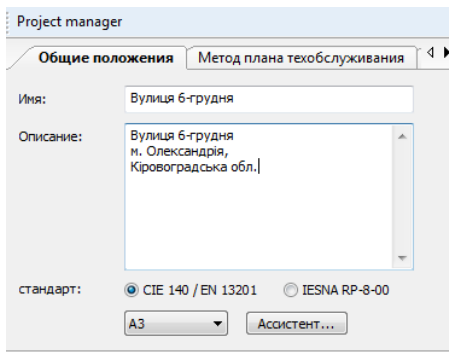 Project manager
Общие положения
Метод плана техобслуживания
Имя:
Вулиця 6-грудня
Описание:
Вулиця 6-грудня
м. Олександрія,
Кіровоградська обл.
стандарт:
CIE 140 / EN 13201
IESNA RP-8-00
A3
Ассистент...